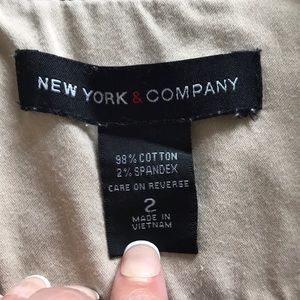 NEW YORK & COMPANY
98% COTTON
2% SPANDEX
CARE ON REVERSE
2
MADE IN
VIETNAM